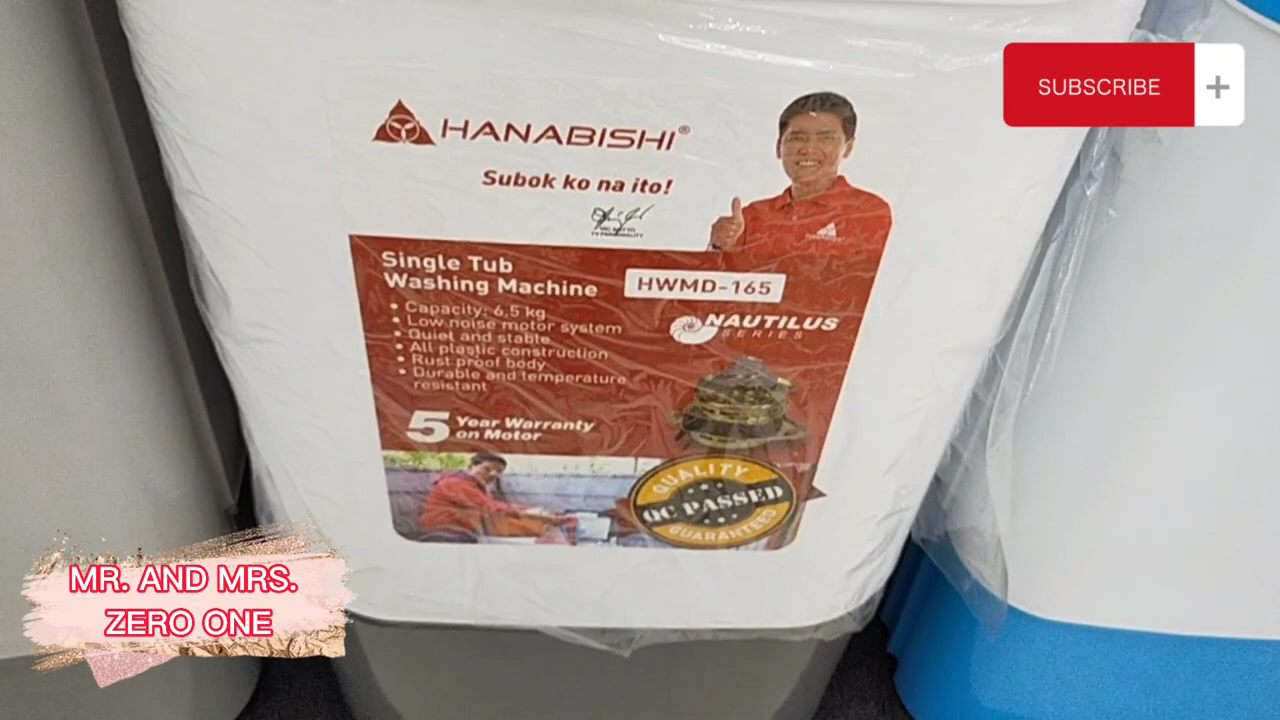 SUBSCRIBE +
HANABISHI®
Subok ko na ito!
TV PERSONALITY
Single Tub
Washing Machine
HWMD-165
• Capacity: 6.5 kg
• Low noise motor system
• Quiet and stable
• All plastic construction
• Rust proof body
• Durable and temperature
resistant
NAUTILUS
SERIES
5 Year Warranty
on Motor
QUALITY
QC PASSED
GUARANTEED
MR. AND MRS.
ZERO ONE